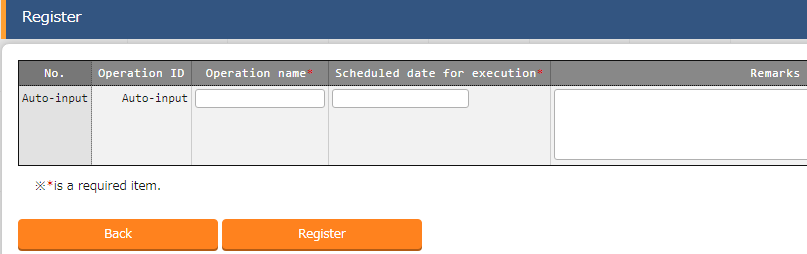 Register
No. Operation ID Operation name* Scheduled date for execution* Remarks
Auto-input Auto-input
※*is a required item.
Back Register